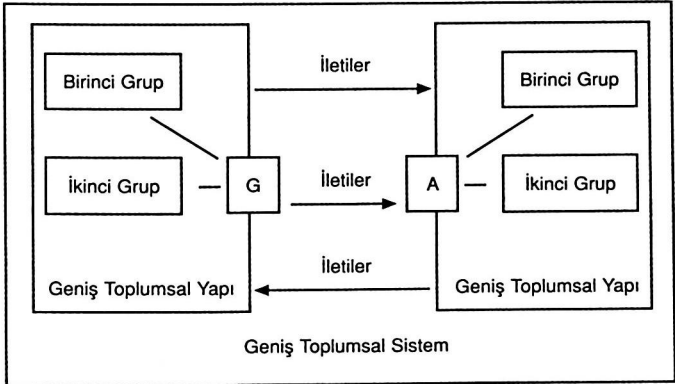 İletiler
Birinci Grup
Birinci Grup
İkinci Grup
G
İletiler
A
İkinci Grup
İletiler
Geniş Toplumsal Yapı
Geniş Toplumsal Yapı
Geniş Toplumsal Sistem